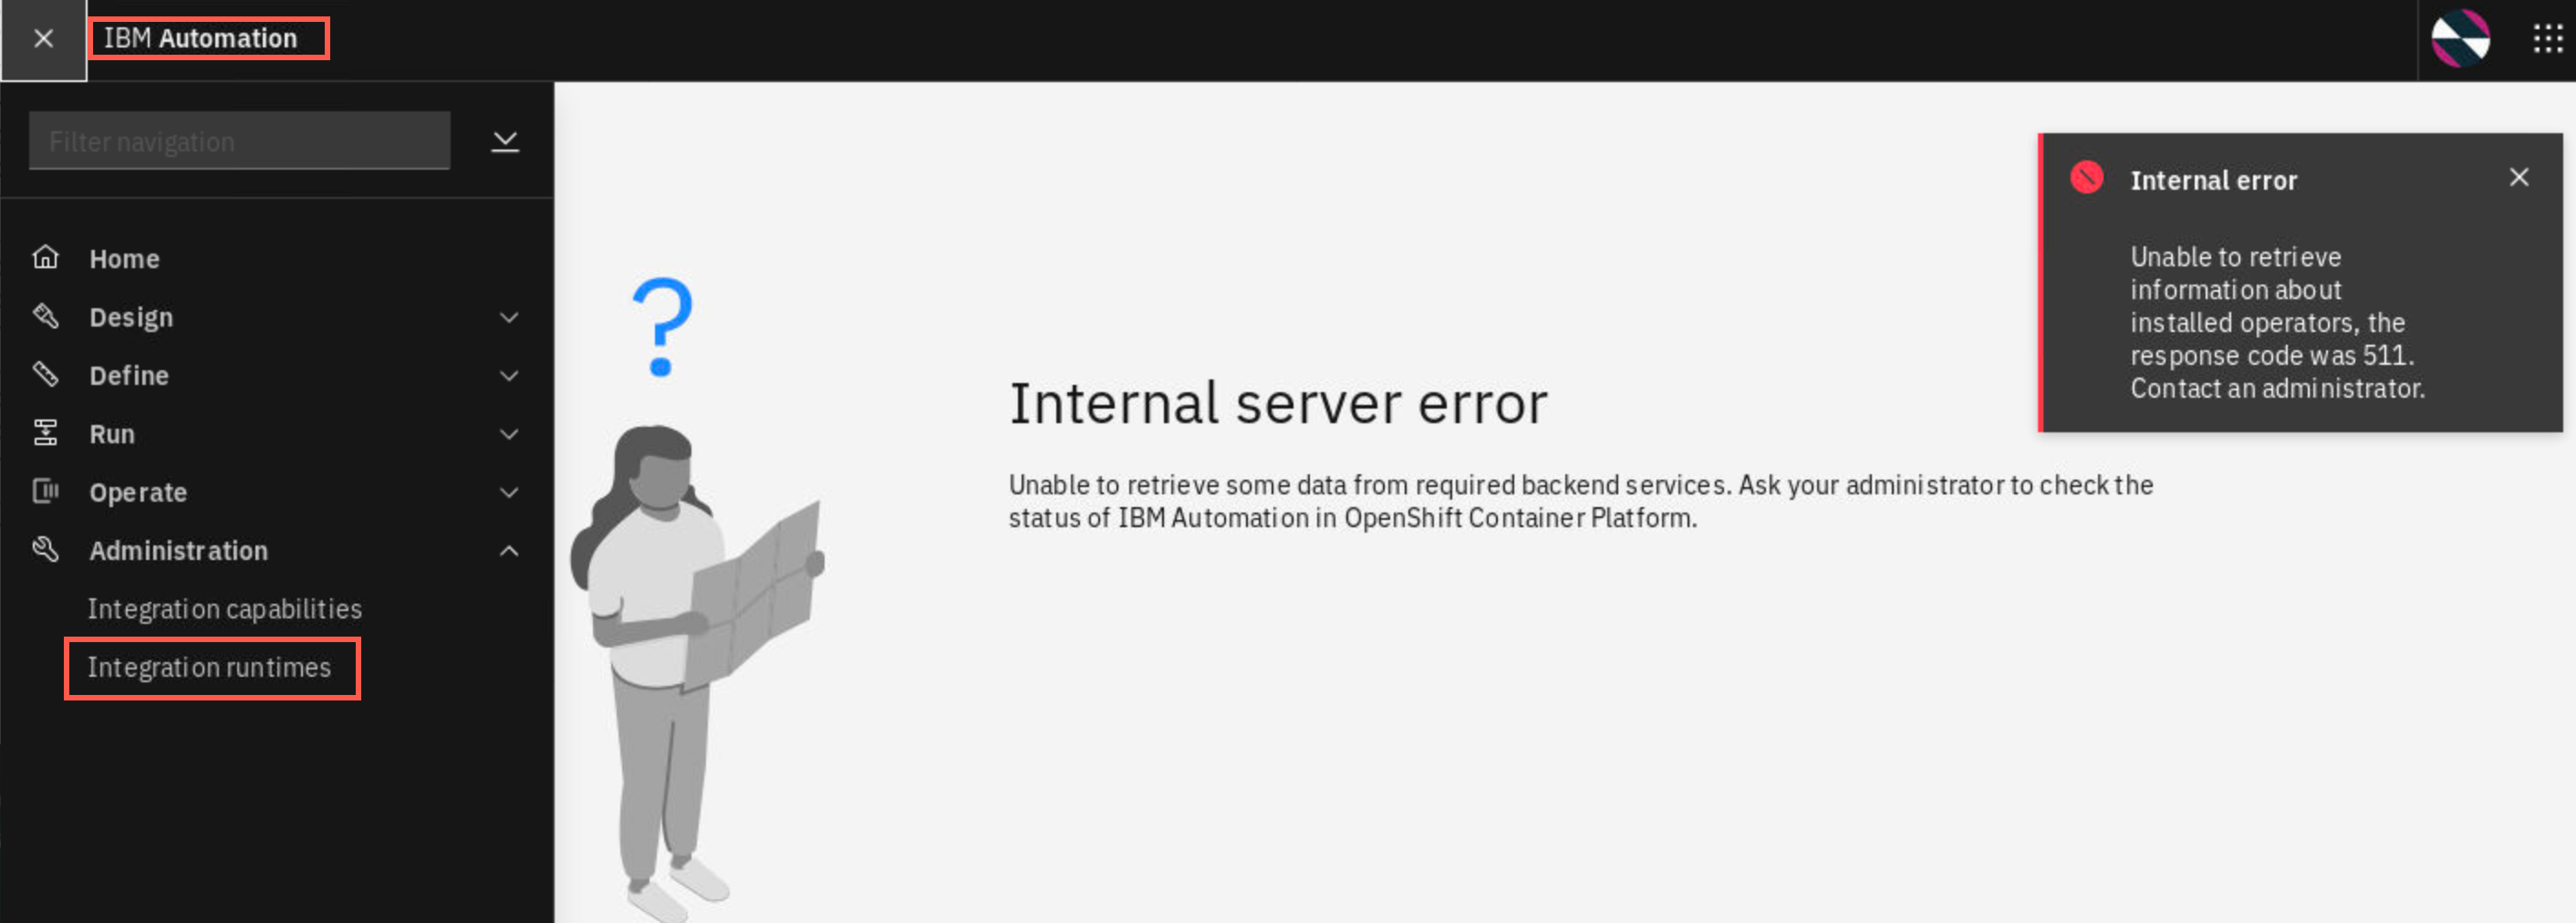 IBM Automation
Filter navigation
Home
Design
Define
Run
Operate
Administration
Integration capabilities
Integration runtimes
?
Internal server error
Unable to retrieve some data from required backend services. Ask your administrator to check the
status of IBM Automation in OpenShift Container Platform.
Internal error
Unable to retrieve
information about
installed operators, the
response code was 511.
Contact an administrator.